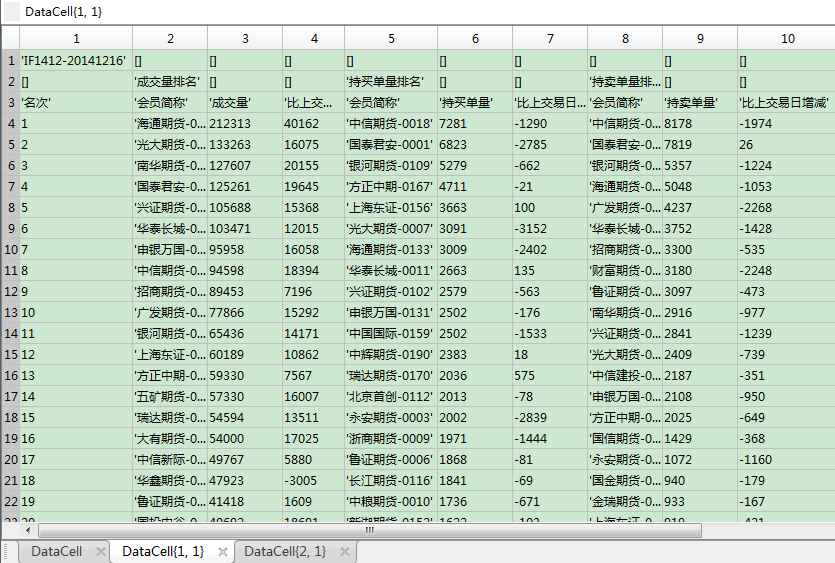 DataCell{1, 1}
1 2 3 4 5 6 7 8 9 10
1 'IF1412-20141216' [] [] [] [] [] [] [] [] []
2 [] '成交量排名' [] [] '持买单量排名' [] [] '持卖单量排... [] []
3 '名次' '会员简称' '成交量' '比上交... '会员简称' '持买单量' '比上交易日... '会员简称' '持卖单量' '比上交易日增减'
4 1 '海通期货-0... 212313 40162 '中信期货-0018' 7281 -1290 '中信期货-0... 8178 -1974
5 2 '光大期货-0... 133263 16075 '国泰君安-0001' 6823 -2785 '国泰君安-0... 7819 26
6 3 '南华期货-0... 127607 20155 '银河期货-0109' 5279 -662 '银河期货-0... 5357 -1224
7 4 '国泰君安-0... 125261 19645 '方正中期-0167' 4711 -21 '海通期货-0... 5048 -1053
8 5 '兴证期货-0... 105688 15368 '上海东证-0156' 3663 100 '广发期货-0... 4237 -2268
9 6 '华泰长城-0... 103471 12015 '光大期货-0007' 3091 -3152 '华泰长城-0... 3752 -1428
10 7 '申银万国-0... 95958 16058 '海通期货-0133' 3009 -2402 '招商期货-0... 3300 -535
11 8 '中信期货-0... 94598 18394 '华泰长城-0011' 2663 135 '财富期货-0... 3180 -2248
12 9 '招商期货-0... 89453 7196 '兴证期货-0102' 2579 -563 '鲁证期货-0... 3097 -473
13 10 '广发期货-0... 77866 15292 '申银万国-0131' 2502 -176 '南华期货-0... 2916 -977
14 11 '银河期货-0... 65436 14171 '中国国际-0159' 2502 -1533 '兴证期货-0... 2841 -1239
15 12 '上海东证-0... 60189 10862 '中辉期货-0190' 2383 18 '光大期货-0... 2409 -739
16 13 '方正中期-0... 59330 7567 '瑞达期货-0170' 2036 575 '中信建投-0... 2187 -351
17 14 '五矿期货-0... 57330 16007 '北京首创-0112' 2013 -78 '申银万国-0... 2108 -950
18 15 '瑞达期货-0... 54594 13511 '永安期货-0003' 2002 -2839 '方正中期-0... 2025 -649
19 16 '大有期货-0... 54000 17025 '浙商期货-0009' 1971 -1444 '国信期货-0... 1429 -368
20 17 '中信新际-0... 49767 5880 '鲁证期货-0006' 1868 -81 '永安期货-0... 1072 -1160
21 18 '华鑫期货-0... 47923 -3005 '长江期货-0116' 1841 -69 '国金期货-0... 940 -179
22 19 '鲁证期货-0... 41418 1609 '中粮期货-0010' 1736 -671 '金瑞期货-0... 933 -167
DataCell DataCell{1, 1} DataCell{2, 1}